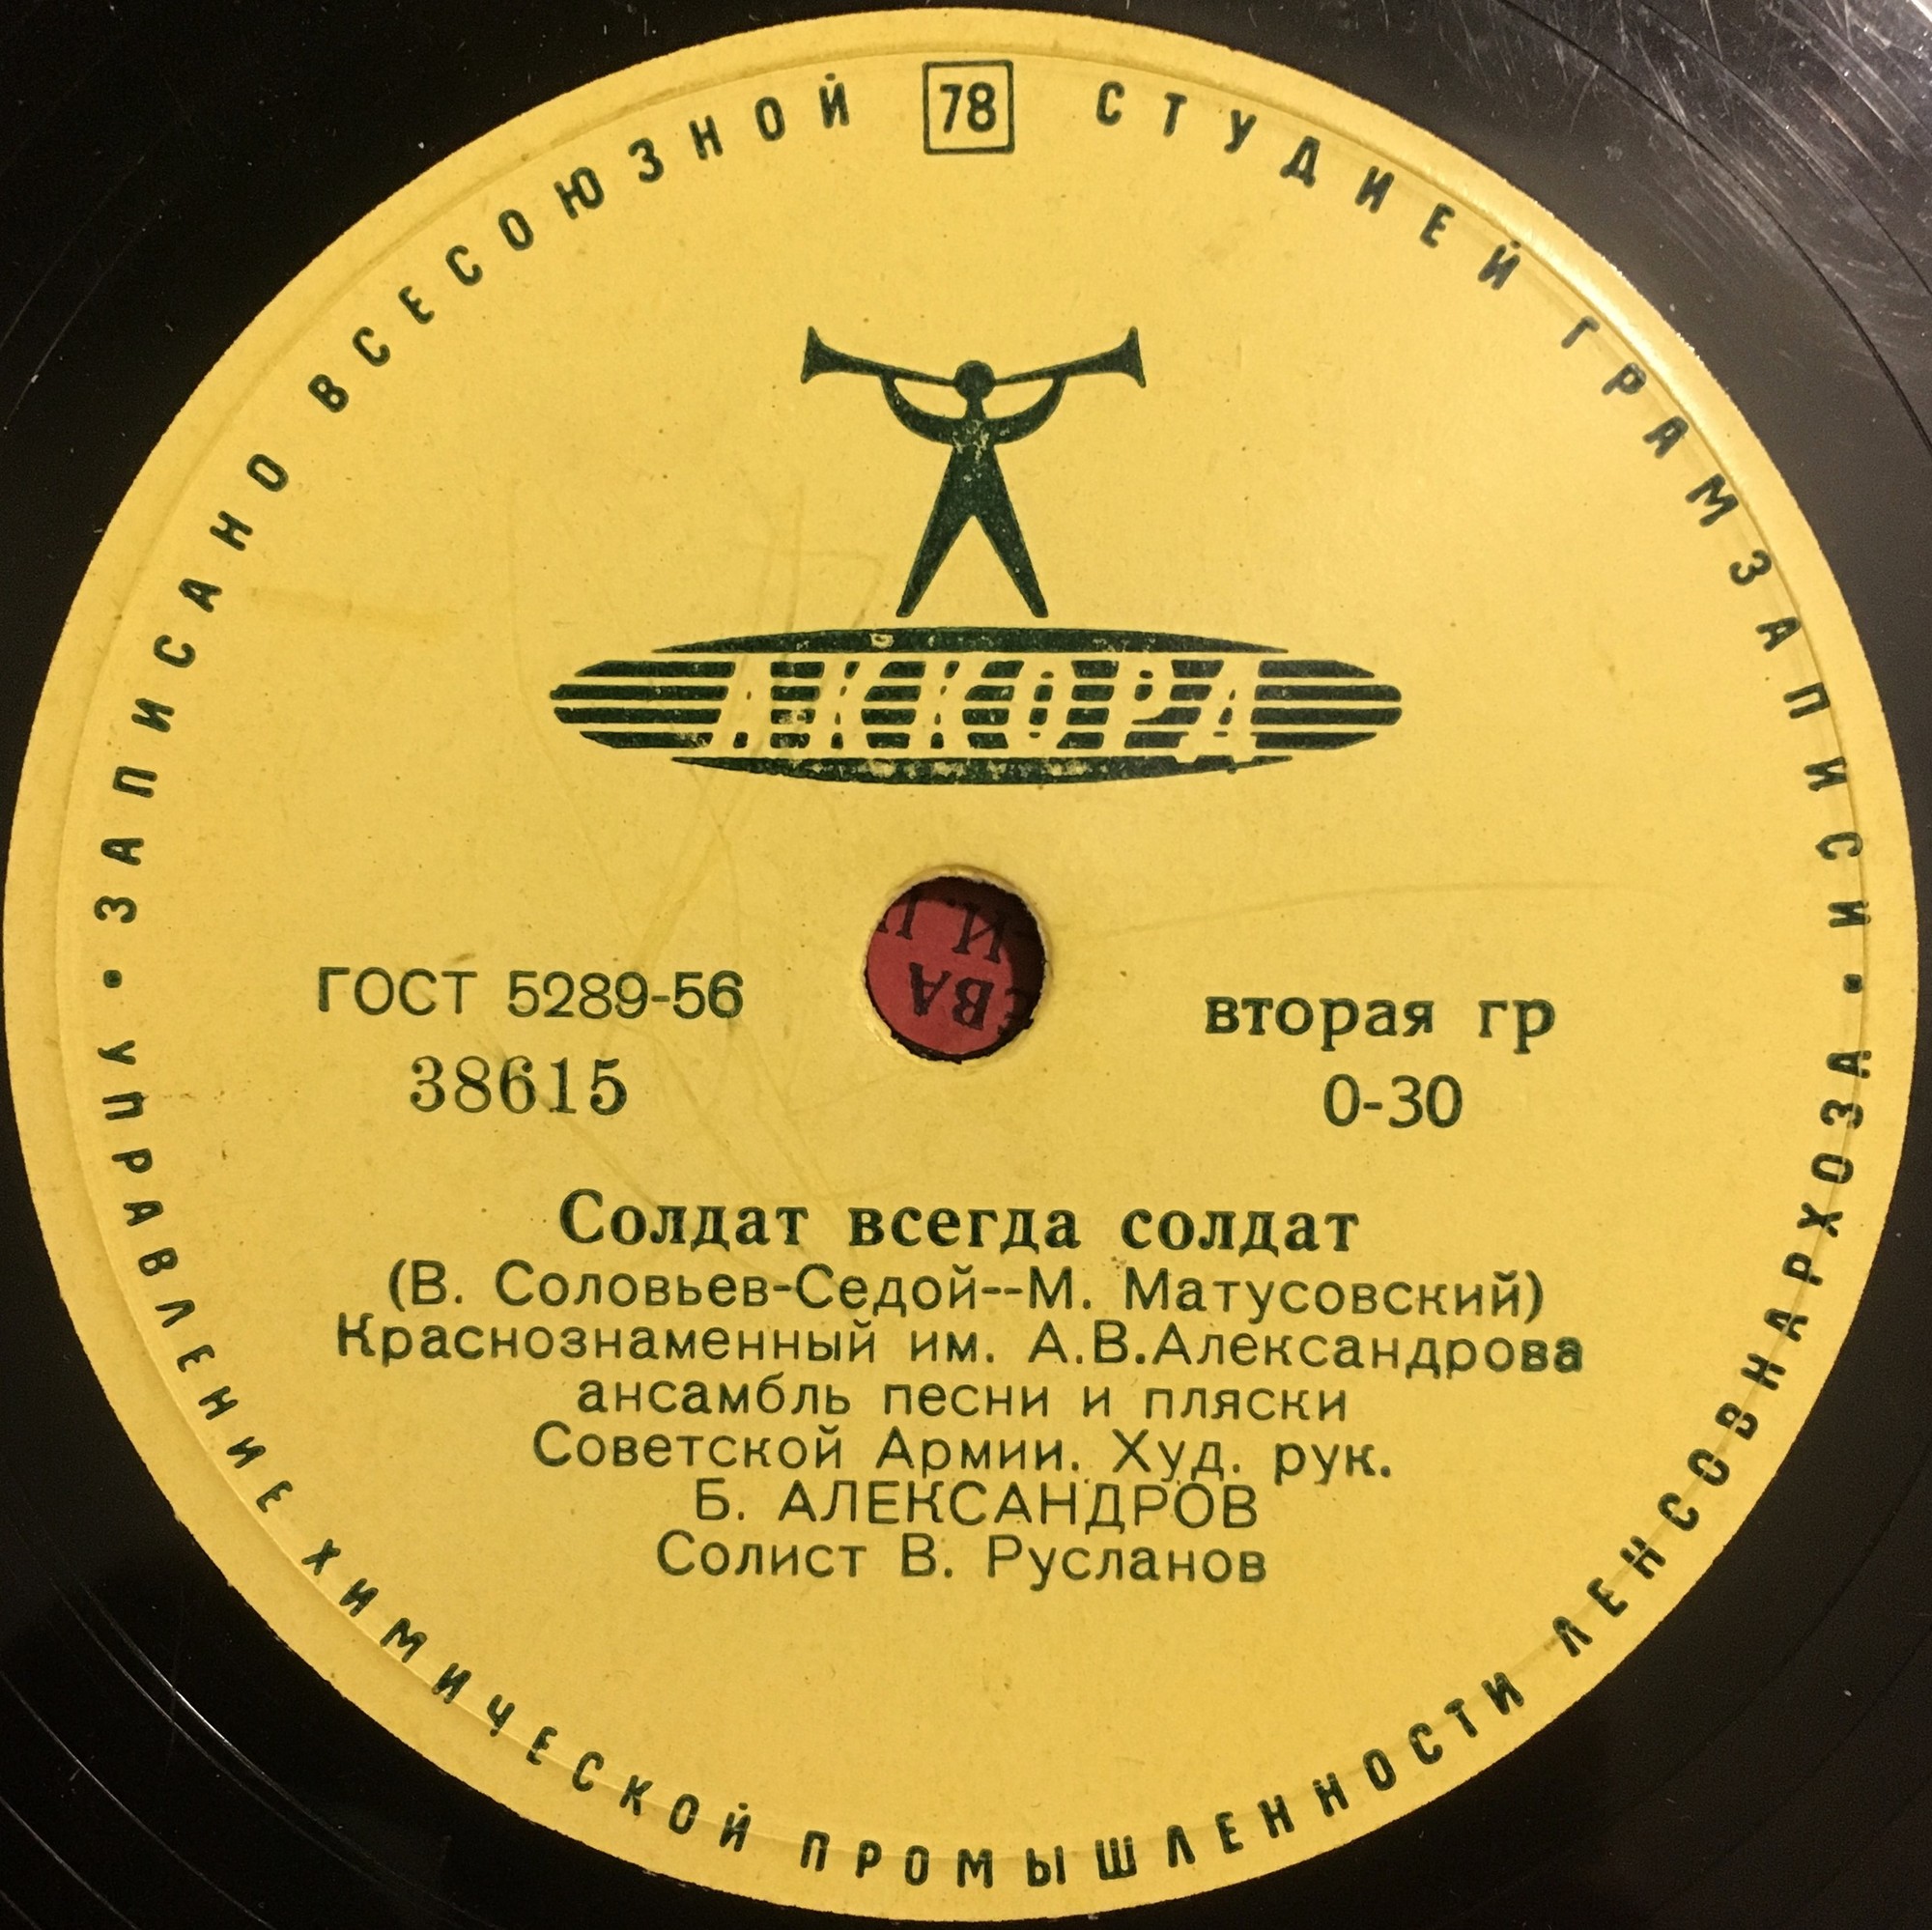 ЗАПИСАНО ВСЕСОЮЗНОЙ 78 СТУДИЕЙ ГРАМЗАПИСИ •
АККОРД
ГОСТ 5289-56
38615
вторая гр
0-30
Солдат всегда солдат
(В. Соловьев-Седой--М. Матусовский)
Краснознаменный им. А.В.Александрова
ансамбль песни и пляски
Советской Армии. Худ. рук.
Б. АЛЕКСАНДРОВ
Солист В. Русланов
УПРАВЛЕНИЕ ХИМИЧЕСКОЙ ПРОМЫШЛЕННОСТИ ЛЕНСОВНАРХОЗА •